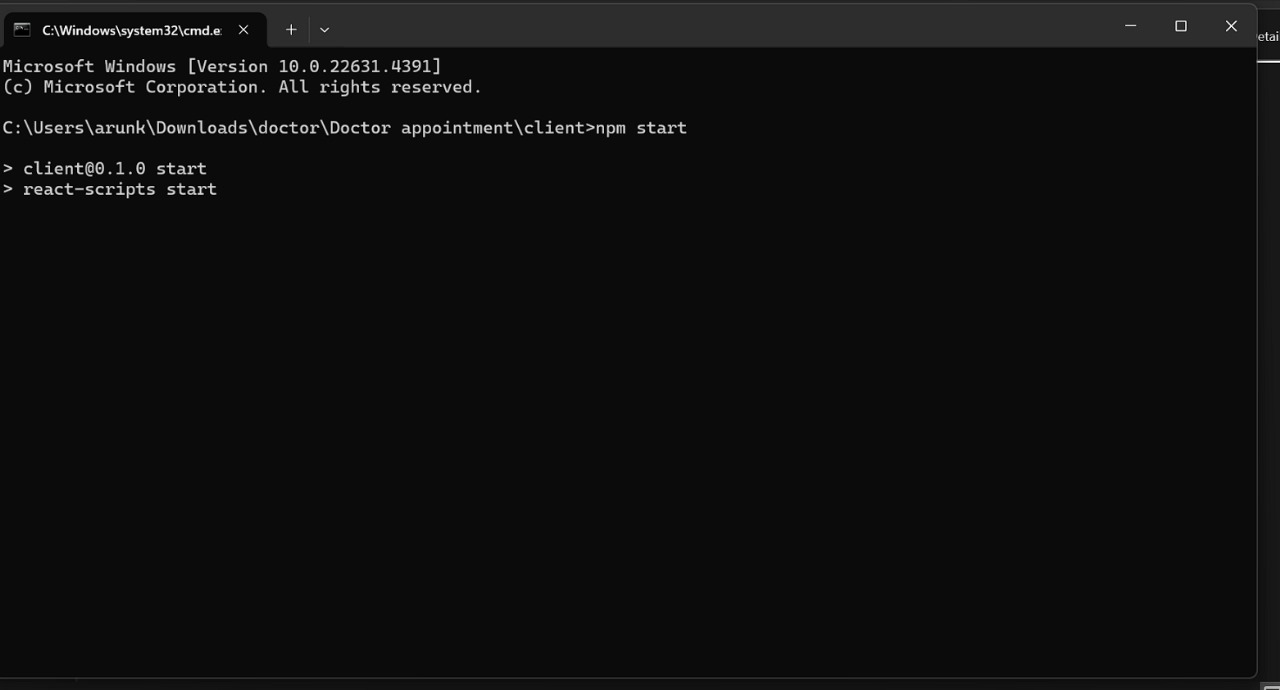 C:\Windows\system32\cmd.e
etai
Microsoft Windows [Version 10.0.22631.4391]
(c) Microsoft Corporation. All rights reserved.
C:\Users\arunk\Downloads\doctor\Doctor appointment\client>npm start
> client@0.1.0 start
> react-scripts start